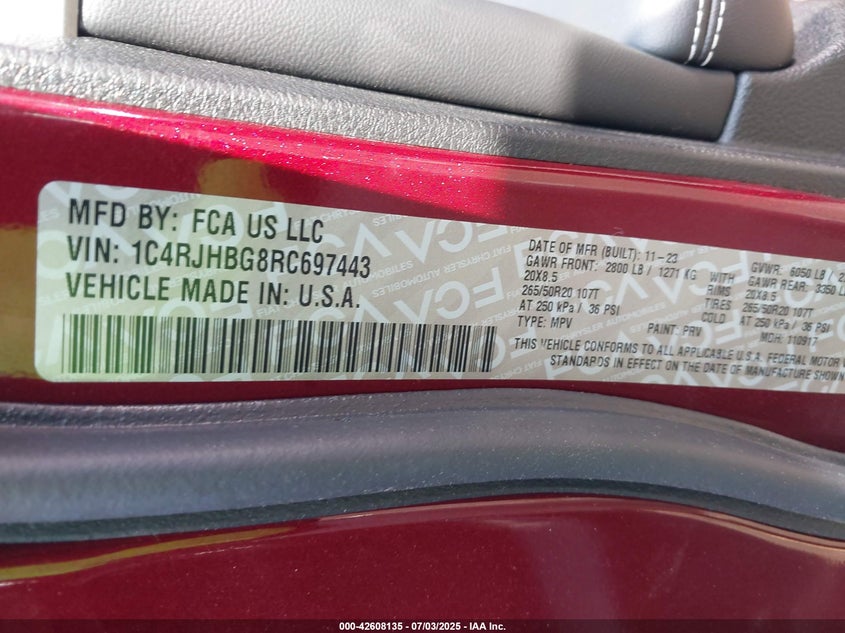 MFD BY: FCA US LLC
VIN: 1C4RJHBG8RC697443
VEHICLE MADE IN: U.S.A.
DATE OF MFR (BUILT): 11-23 GVWR: 6050 LB /
GAWR FRONT: 2800 LB / 1271 KG WITH GAWR REAR: 3350 LB
20X8.5 RIMS 20X8.5
265/50R20 107T TIRES 265/50R20 107T
AT 250 kPa / 36 PSI COLD AT 250 kPa / 36 PSI
TYPE: MPV PAINT: PRV MDH: 110917
THIS VEHICLE CONFORMS TO ALL APPLICABLE U.S.A. FEDERAL MOTOR
STANDARDS IN EFFECT ON THE DATE OF MANUFACTURE SHOWN
000-42608135 - 07/03/2025 - IAA Inc.